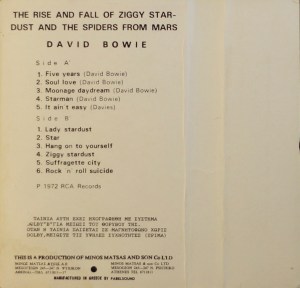 THE RISE AND FALL OF ZIGGY STAR-
DUST AND THE SPIDERS FROM MARS
DAVID BOWIE
Side A'
1. Five years (David Bowie)
2. Soul love (David Bowie)
3. Moonage daydream (David Bowie)
4. Starman (David Bowie)
5. It ain't easy (Davies)
Side B
1. Lady stardust
2. Star
3. Hang on to yourself
4. Ziggy stardust
5. Suffragette city
6. Rock 'n' roll suicide
P 1972 RCA Records
THIS IS A PRODUCTION OF MINOS MATSAS AND SON Co LTD
MANUFACTURED IN GREECE BY FABELSOUND